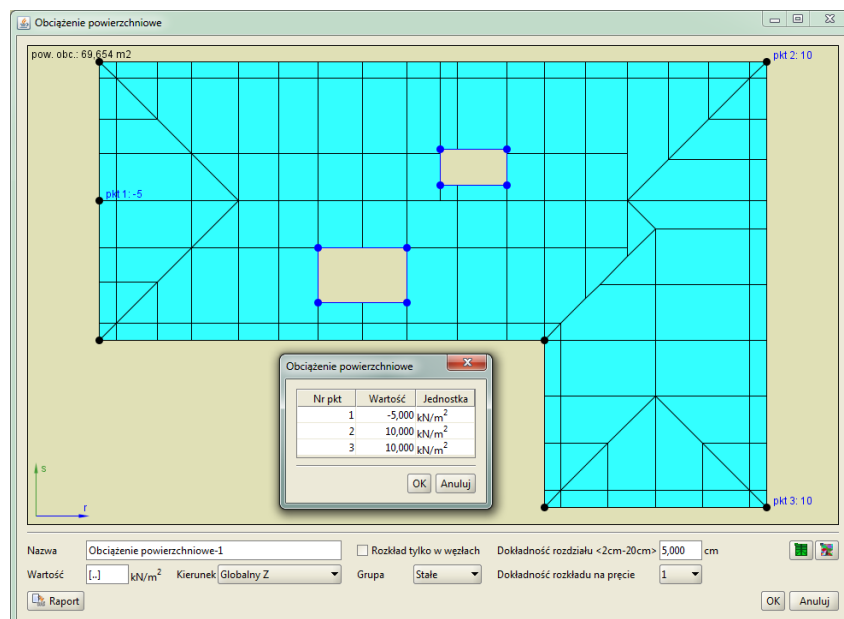 Obciążenie powierzchniowe
pow. obc.: 69,654 m2
pkt 2: 10
pkt 1: -5
Obciążenie powierzchniowe
Nr pkt Wartość Jednostka
1 -5,000 kN/m²
2 10,000 kN/m²
3 10,000 kN/m²
OK Anuluj
pkt 3: 10
s
r
Nazwa Obciążenie powierzchniowe-1 Rozkład tylko w węzłach Dokładność rozdziału <2cm-20cm> 5,000 cm
Wartość [..] kN/m² Kierunek Globalny Z Grupa Stałe Dokładność rozkładu na pręcie 1
Raport OK Anuluj